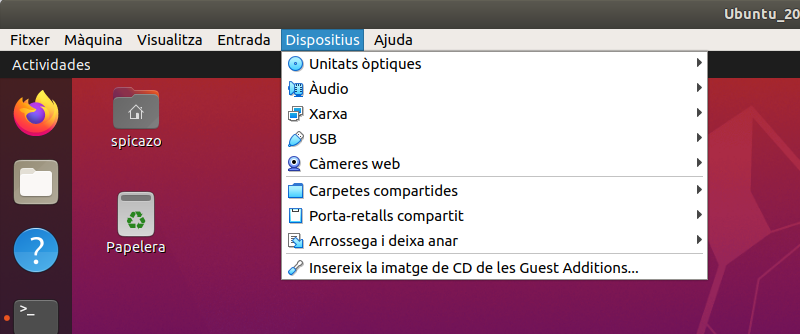 Ubuntu_20
Fitxer Màquina Visualitza Entrada Dispositius Ajuda
Actividades
Unitats òptiques
Àudio
Xarxa
USB
Càmeres web
Carpetes compartides
Porta-retalls compartit
Arrossega i deixa anar
Insereix la imatge de CD de les Guest Additions...
spicazo
Papelera
>_